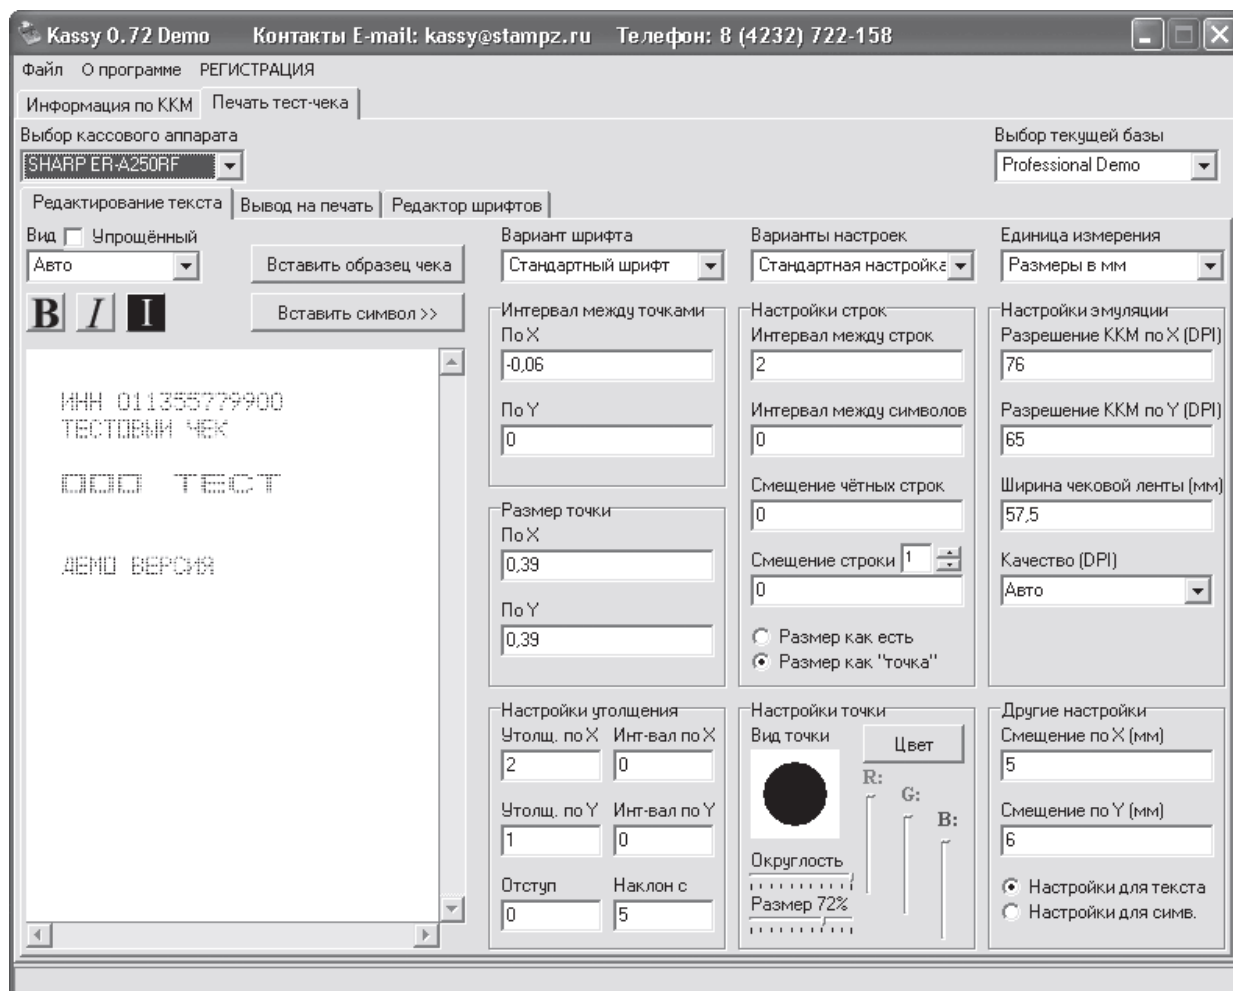 Kassy 0.72 Demo Контакты E-mail: kassy@stampz.ru Телефон: 8 (4232) 722-158
Файл О программе РЕГИСТРАЦИЯ
Информация по ККМ Печать тест-чека
Выбор кассового аппарата Выбор текущей базы
SHARP ER-A250RF Professional Demo
Редактирование текста Вывод на печать Редактор шрифтов
Вид Упрощённый
Авто
Вставить образец чека
B I I
Вставить символ >>
ИНН 011355779900
ТЕСТОВЫЙ ЧЕК
ООО ТЕСТ
ДЕМО ВЕРСИЯ
Вариант шрифта
Стандартный шрифт
Интервал между точками
По X
-0,06
По Y
0
Размер точки
По X
0,39
По Y
0,39
Настройки утолщения
Утолщ. по X Инт-вал по X
2 0
Утолщ. по Y Инт-вал по Y
1 0
Отступ Наклон с
0 5
Варианты настроек
Стандартная настройка
Настройки строк
Интервал между строк
2
Интервал между символов
0
Смещение чётных строк
0
Смещение строки 1
0
Размер как есть
Размер как "точка"
Настройки точки
Вид точки
Цвет
R:
G:
B:
Округлость
Размер 72%
Единица измерения
Размеры в мм
Настройки эмуляции
Разрешение ККМ по X (DPI)
76
Разрешение ККМ по Y (DPI)
65
Ширина чековой ленты (мм)
57,5
Качество (DPI)
Авто
Другие настройки
Смещение по X (мм)
5
Смещение по Y (мм)
6
Настройки для текста
Настройки для симв.